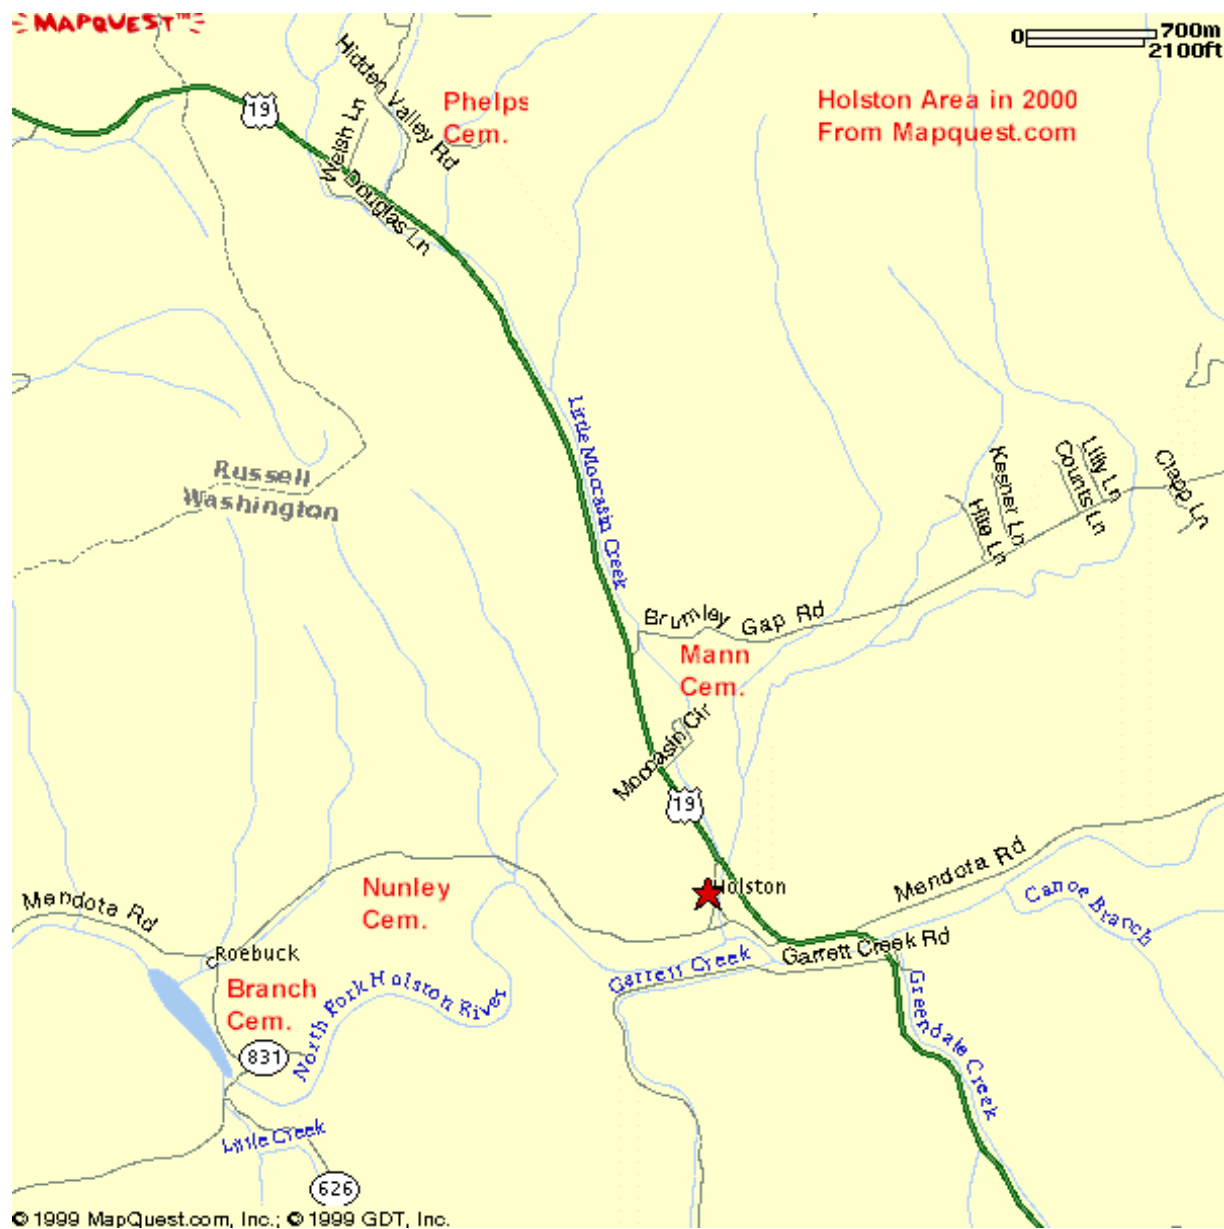 MAPQUEST™
0 700m
2100ft
19
Hidden Valley Rd
Welsh Ln
Douglas Ln
Phelps
Cem.
Holston Area in 2000
From Mapquest.com
Little Moccasin Creek
Russell
Washington
Kesner Ln
Hite Ln
Counts Ln
Lilly Ln
Clapp Ln
Brumley Gap Rd
Mann
Cem.
Moccasin Cir
19
Holston
Mendota Rd
Canoe Branch
Nunley
Cem.
Mendota Rd
Roebuck
Garrett Creek Rd
Garrett Creek
Greendale Creek
Branch
Cem.
North Fork Holston River
831
Little Creek
626
© 1999 MapQuest.com, Inc.; © 1999 GDT, Inc.